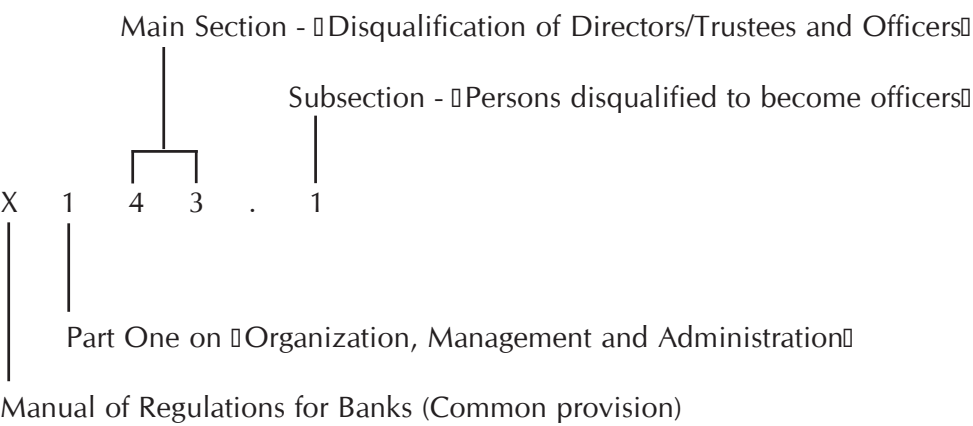 Main Section - ▯Disqualification of Directors/Trustees and Officers▯
Subsection - ▯Persons disqualified to become officers▯
X 1 4 3 . 1
Part One on ▯Organization, Management and Administration▯
Manual of Regulations for Banks (Common provision)